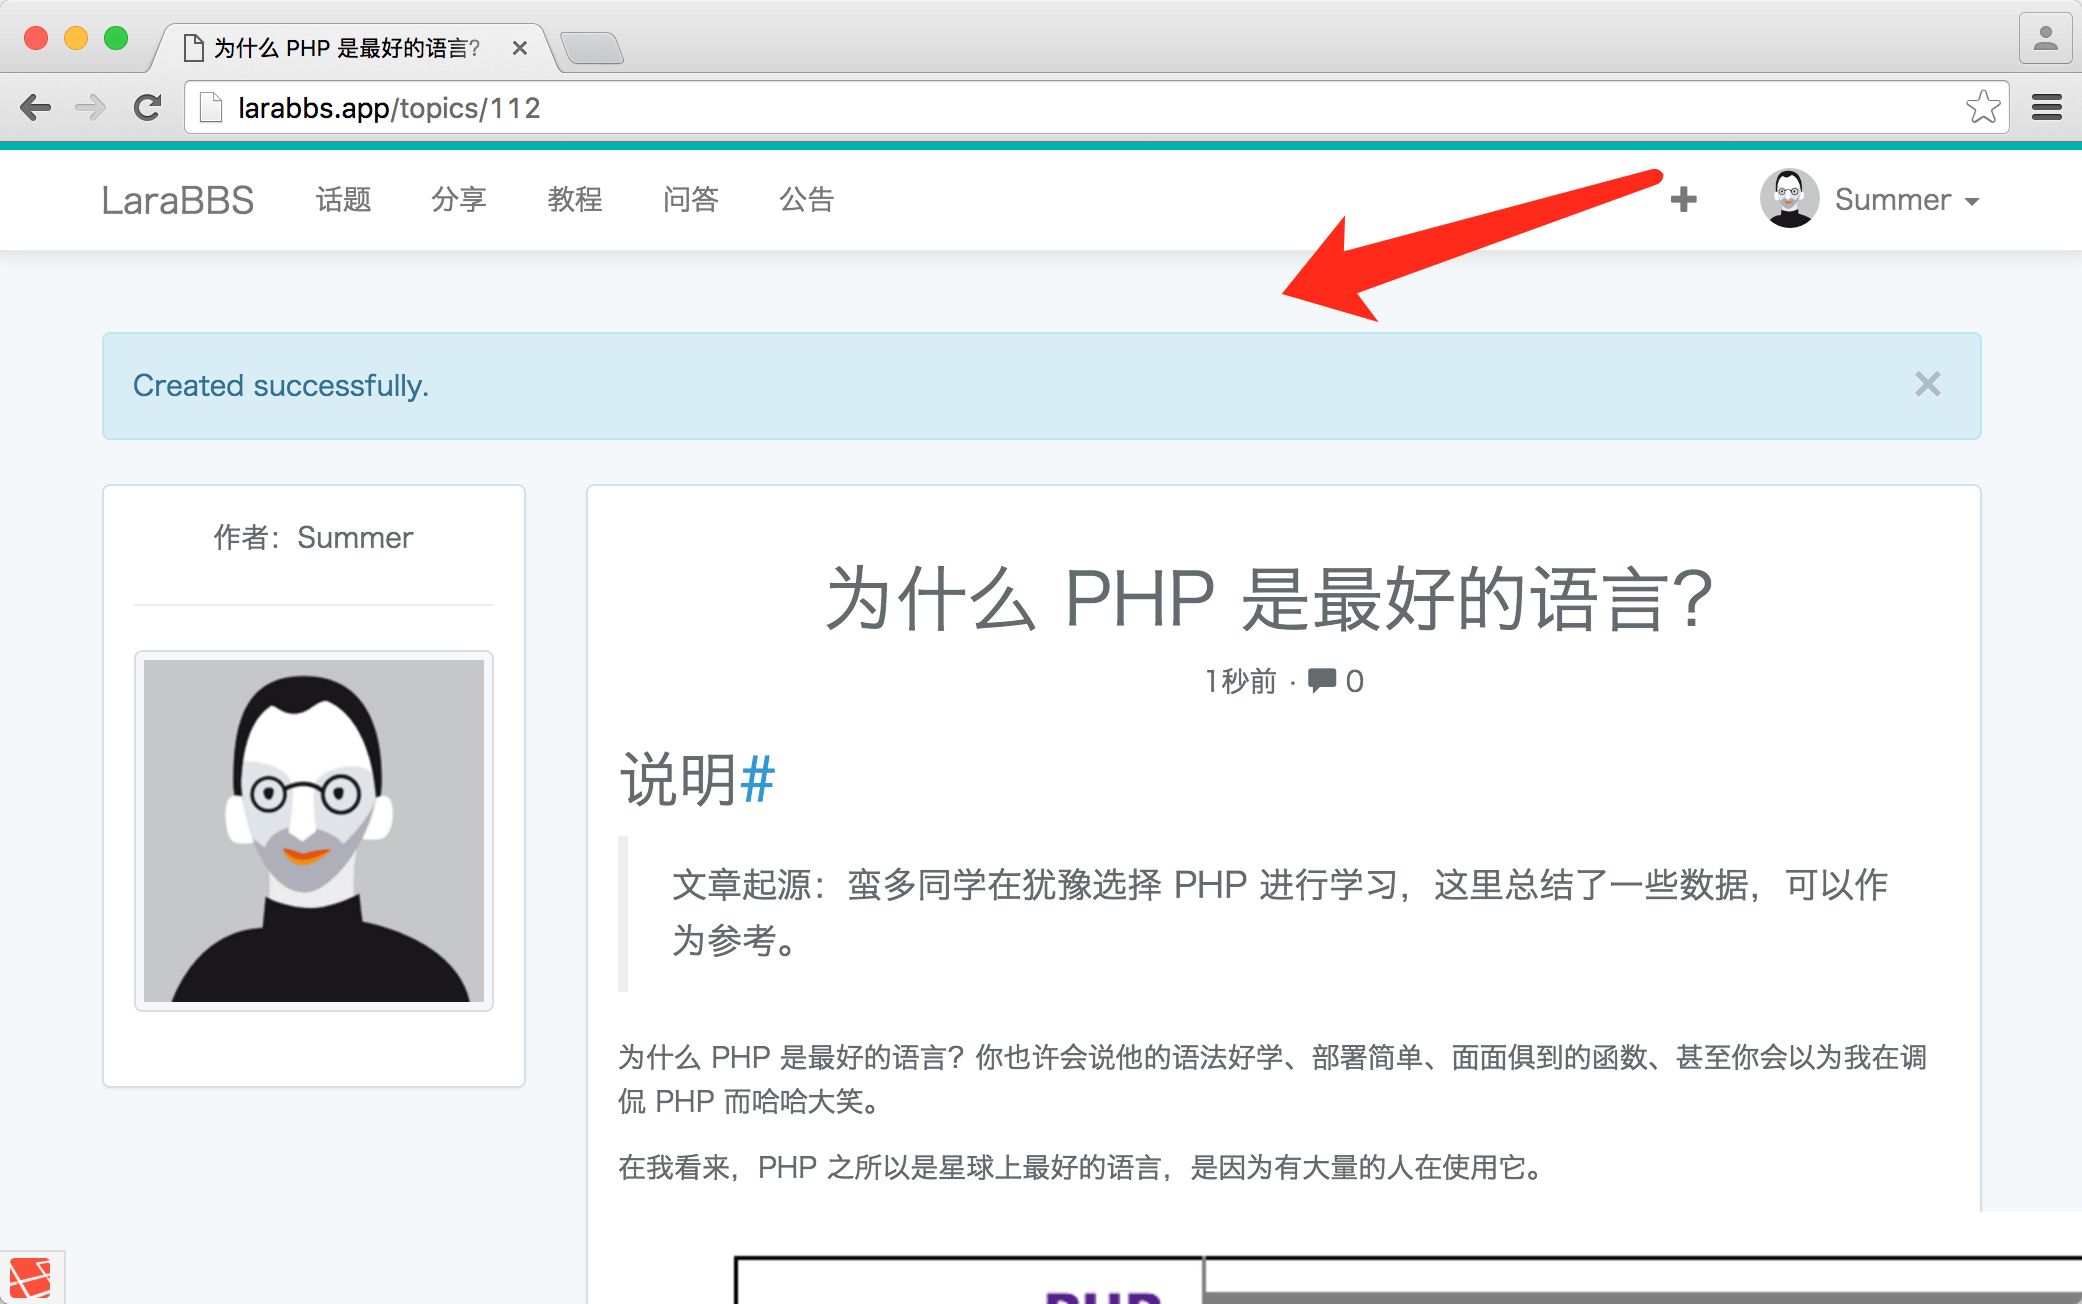 为什么 PHP 是最好的语言?
larabbs.app/topics/112
LaraBBS 话题 分享 教程 问答 公告 Summer
Created successfully.
作者：Summer
为什么 PHP 是最好的语言?
1秒前 · 0
说明#
文章起源：蛮多同学在犹豫选择 PHP 进行学习，这里总结了一些数据，可以作
为参考。
为什么 PHP 是最好的语言？你也许会说他的语法好学、部署简单、面面俱到的函数、甚至你会以为我在调
侃 PHP 而哈哈大笑。
在我看来，PHP 之所以是星球上最好的语言，是因为有大量的人在使用它。
PHP